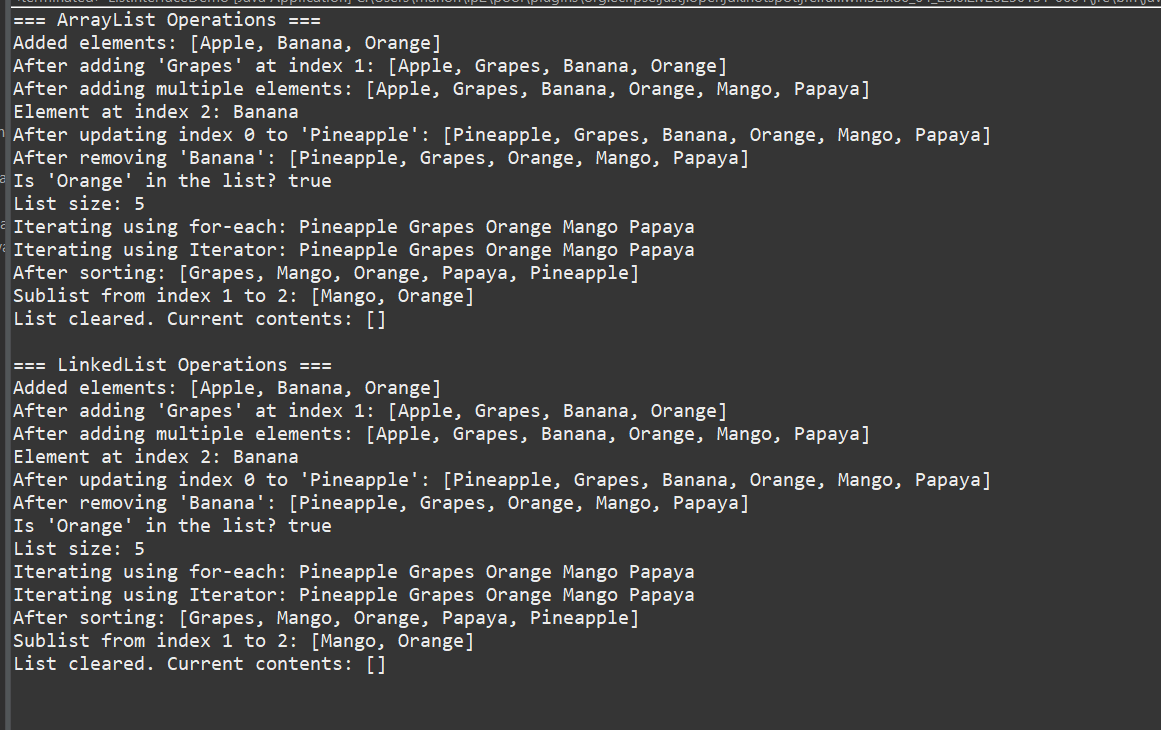 === ArrayList Operations ===
Added elements: [Apple, Banana, Orange]
After adding 'Grapes' at index 1: [Apple, Grapes, Banana, Orange]
After adding multiple elements: [Apple, Grapes, Banana, Orange, Mango, Papaya]
Element at index 2: Banana
After updating index 0 to 'Pineapple': [Pineapple, Grapes, Banana, Orange, Mango, Papaya]
After removing 'Banana': [Pineapple, Grapes, Orange, Mango, Papaya]
Is 'Orange' in the list? true
List size: 5
Iterating using for-each: Pineapple Grapes Orange Mango Papaya
Iterating using Iterator: Pineapple Grapes Orange Mango Papaya
After sorting: [Grapes, Mango, Orange, Papaya, Pineapple]
Sublist from index 1 to 2: [Mango, Orange]
List cleared. Current contents: []
=== LinkedList Operations ===
Added elements: [Apple, Banana, Orange]
After adding 'Grapes' at index 1: [Apple, Grapes, Banana, Orange]
After adding multiple elements: [Apple, Grapes, Banana, Orange, Mango, Papaya]
Element at index 2: Banana
After updating index 0 to 'Pineapple': [Pineapple, Grapes, Banana, Orange, Mango, Papaya]
After removing 'Banana': [Pineapple, Grapes, Orange, Mango, Papaya]
Is 'Orange' in the list? true
List size: 5
Iterating using for-each: Pineapple Grapes Orange Mango Papaya
Iterating using Iterator: Pineapple Grapes Orange Mango Papaya
After sorting: [Grapes, Mango, Orange, Papaya, Pineapple]
Sublist from index 1 to 2: [Mango, Orange]
List cleared. Current contents: []